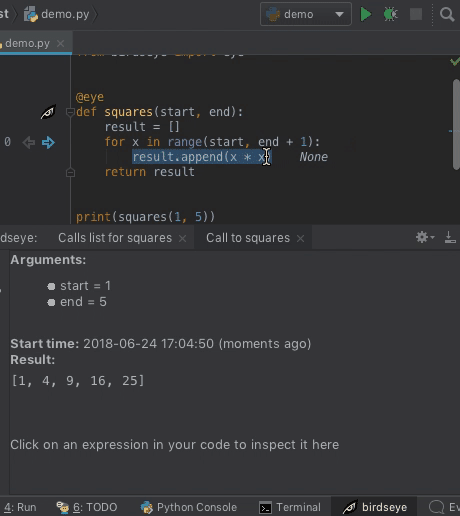 st demo.py demo
demo.py
from birdseye import eye
@eye
def squares(start, end):
result = []
0 for x in range(start, end + 1):
result.append(x * x) None
return result
print(squares(1, 5))
dseye: Calls list for squares Call to squares
Arguments:
start = 1
end = 5
Start time: 2018-06-24 17:04:50 (moments ago)
Result:
[1, 4, 9, 16, 25]
Click on an expression in your code to inspect it here
4: Run 6: TODO Python Console Terminal birdseye Ev